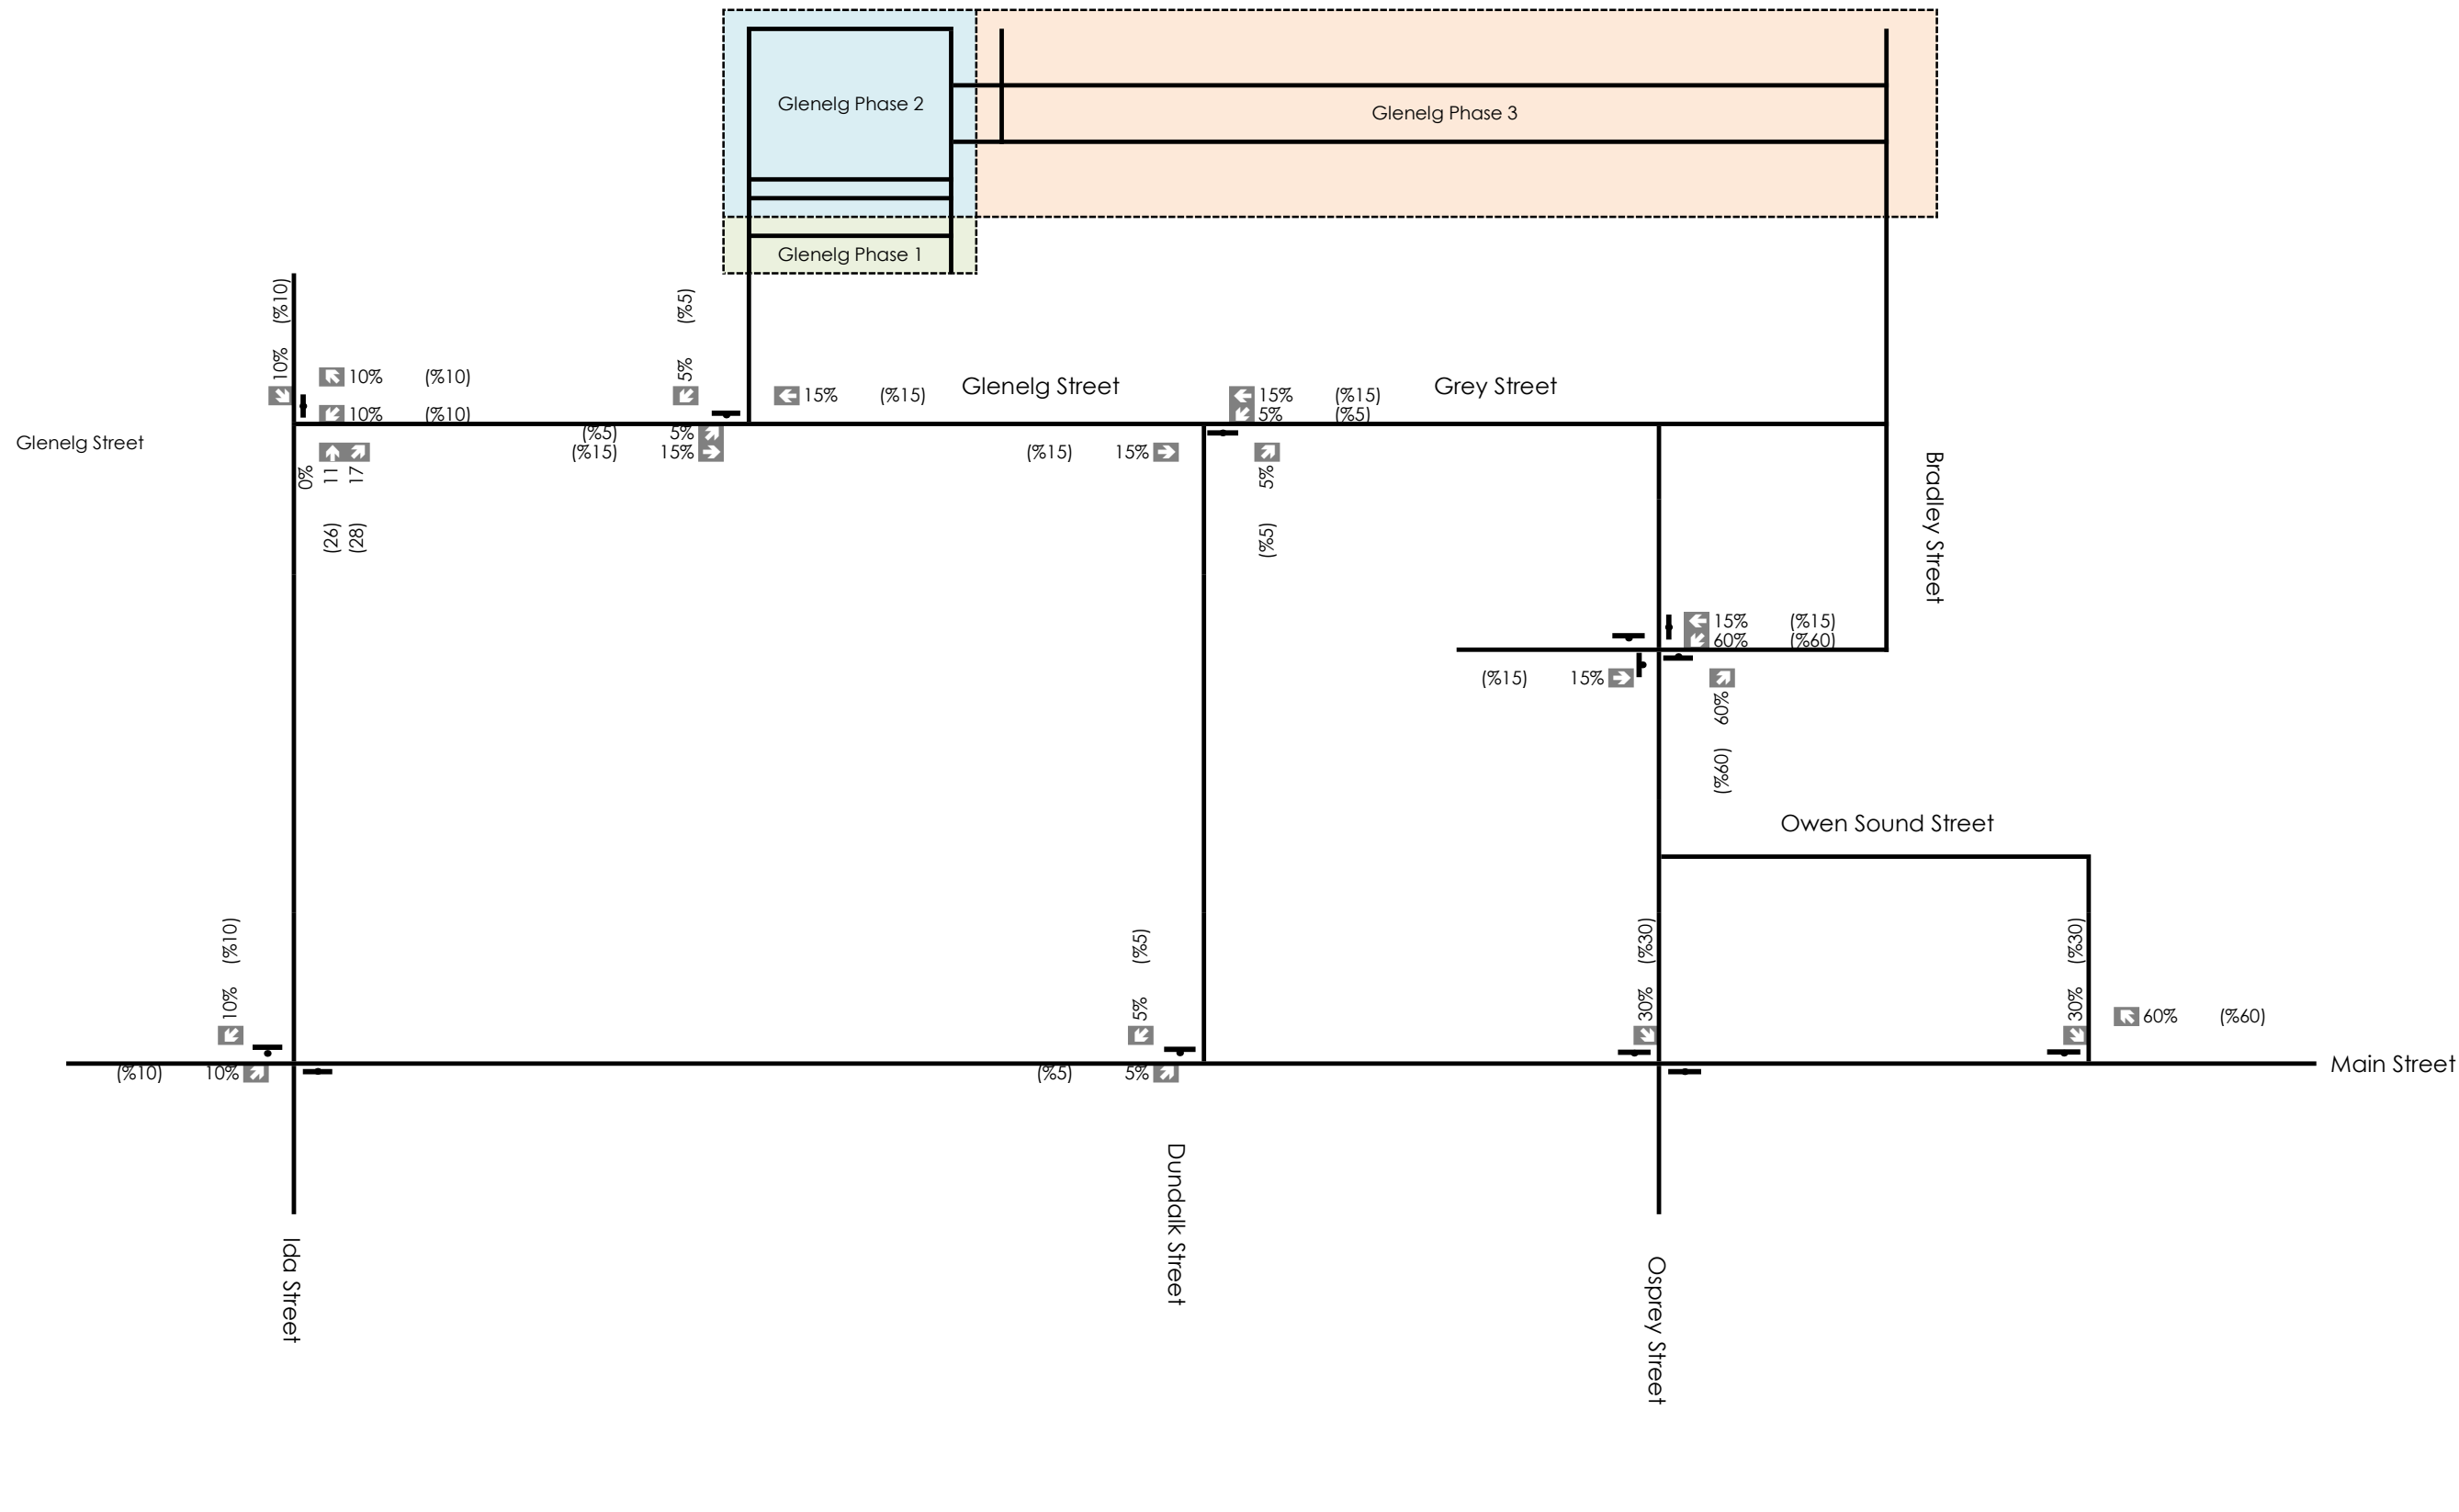 Glenelg Phase 2
Glenelg Phase 3
Glenelg Phase 1
10% (%10)
5% (%5)
10% (%10)
10% (%10)
15% (%15)
Glenelg Street
15% (%15)
5% (%5)
Grey Street
Glenelg Street
0%
11 (26)
17 (28)
(%5) 5%
(%15) 15%
(%15) 15%
5% (%5)
Bradley Street
15% (%15)
60% (%60)
(%15) 15%
60% (%60)
Owen Sound Street
10% (%10)
5% (%5)
30% (%30)
30% (%30)
60% (%60)
Main Street
(%10) 10%
(%5) 5%
Ida Street
Dundalk Street
Osprey Street